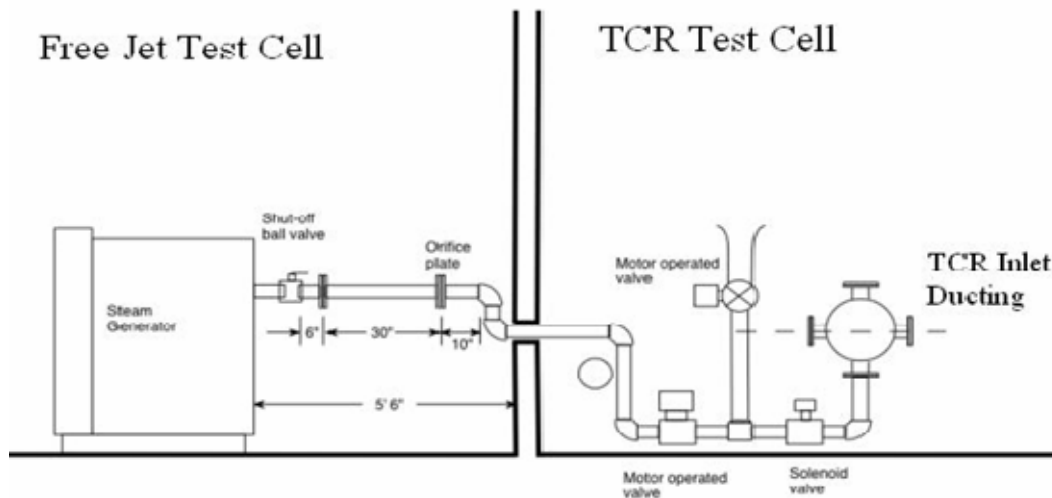 Free Jet Test Cell
TCR Test Cell
Shut-off
ball valve
Orifice
plate
Motor operated
valve
TCR Inlet
Ducting
Steam
Generator
6"
30"
10"
5' 6"
Motor operated
valve
Solenoid
valve